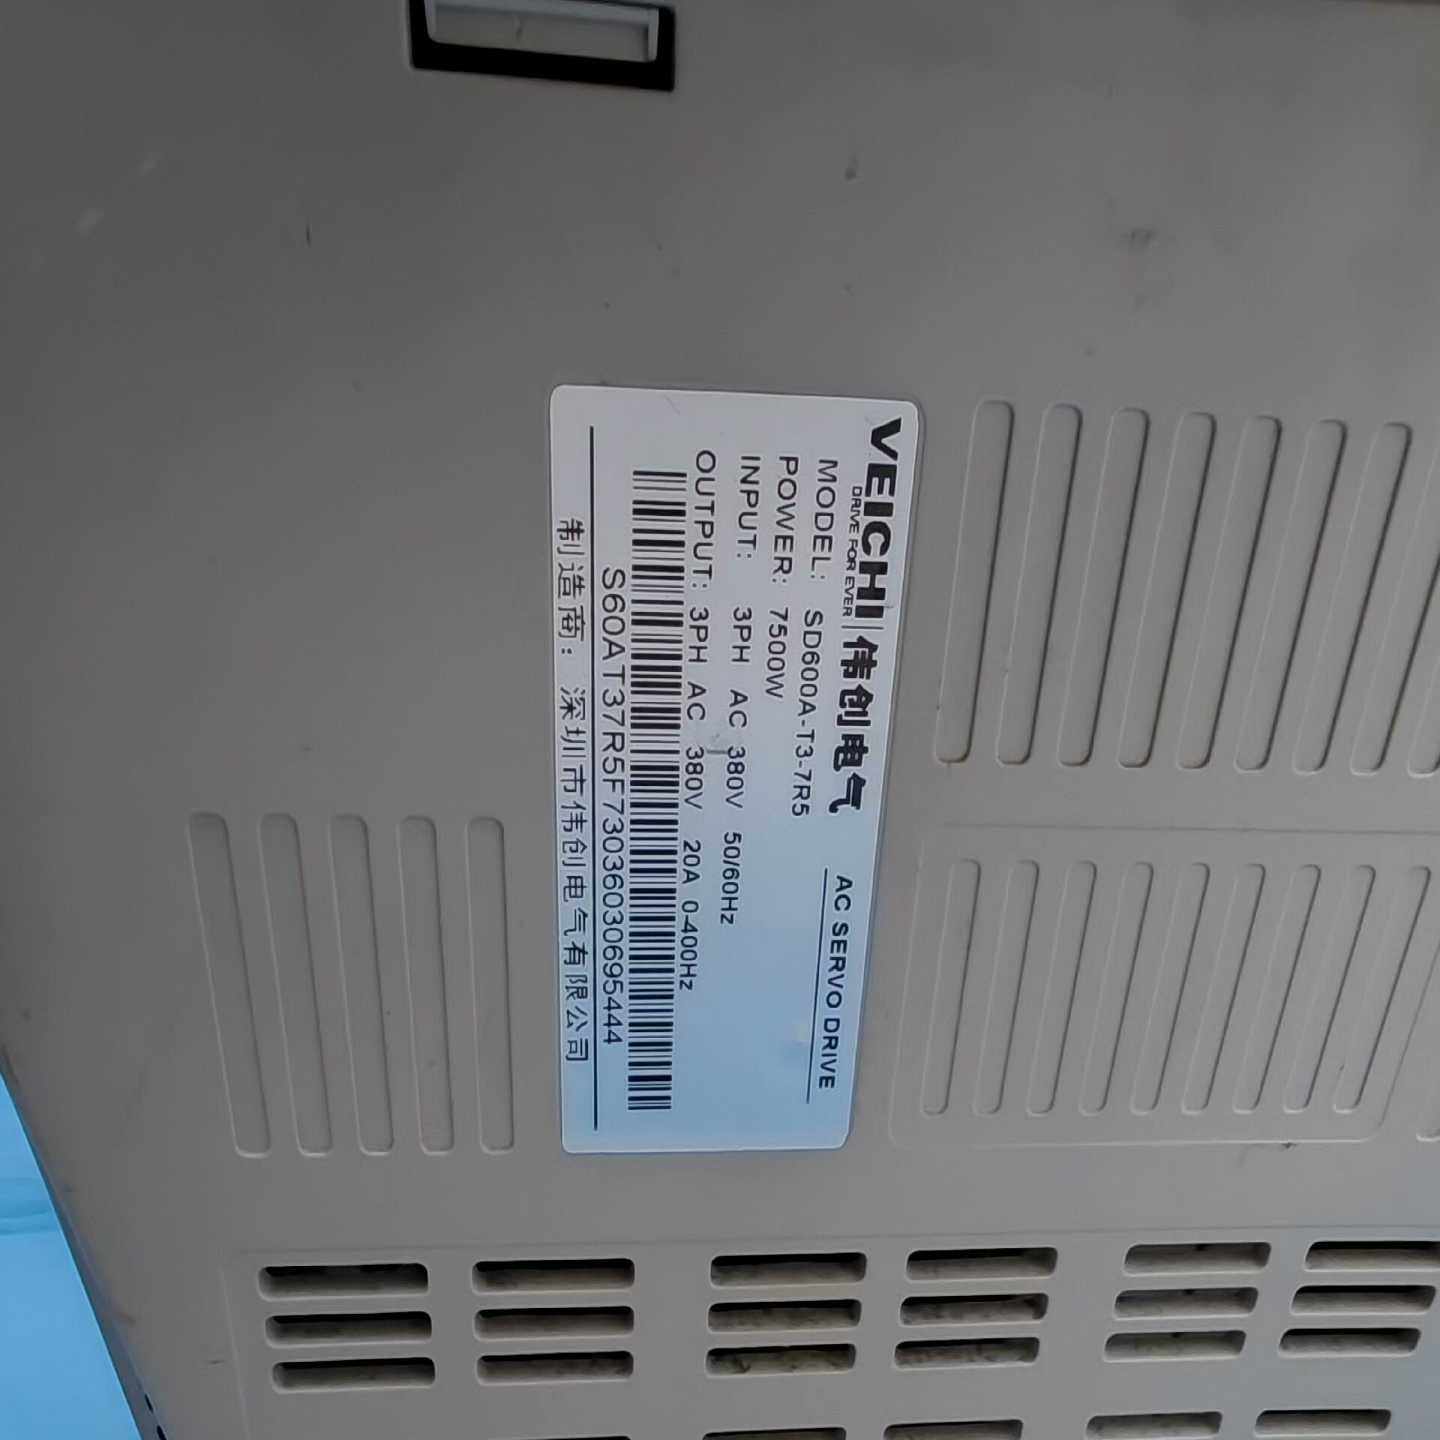 VEICHI 伟创电气
DRIVE FOR EVER
AC SERVO DRIVE
MODEL: SD600A-T3-7R5
POWER: 7500W
INPUT: 3PH AC 380V 50/60Hz
OUTPUT: 3PH AC 380V 20A 0-400Hz
S60AT37R5F73036030695444
制造商：深圳市伟创电气有限公司